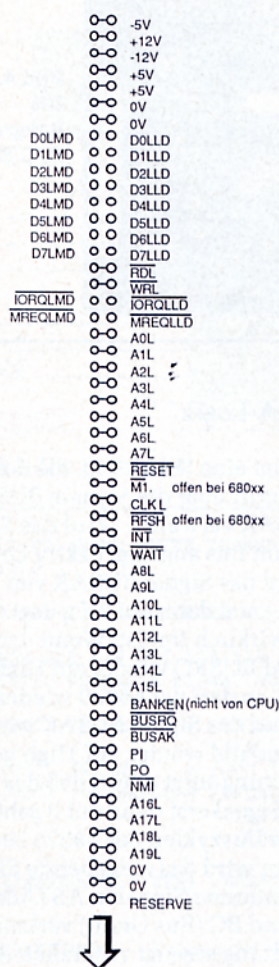 -5V
+12V
-12V
+5V
+5V
0V
0V
D0LMD D0LLD
D1LMD D1LLD
D2LMD D2LLD
D3LMD D3LLD
D4LMD D4LLD
D5LMD D5LLD
D6LMD D6LLD
D7LMD D7LLD
RDL
WRL
IORQLMD IORQLLD
MREQLMD MREQLLD
A0L
A1L
A2L
A3L
A4L
A5L
A6L
A7L
RESET
M1. offen bei 680xx
CLKL
RFSH offen bei 680xx
INT
WAIT
A8L
A9L
A10L
A11L
A12L
A13L
A14L
A15L
BANKEN (nicht von CPU)
BUSRQ
BUSAK
PI
PO
NMI
A16L
A17L
A18L
A19L
0V
0V
RESERVE